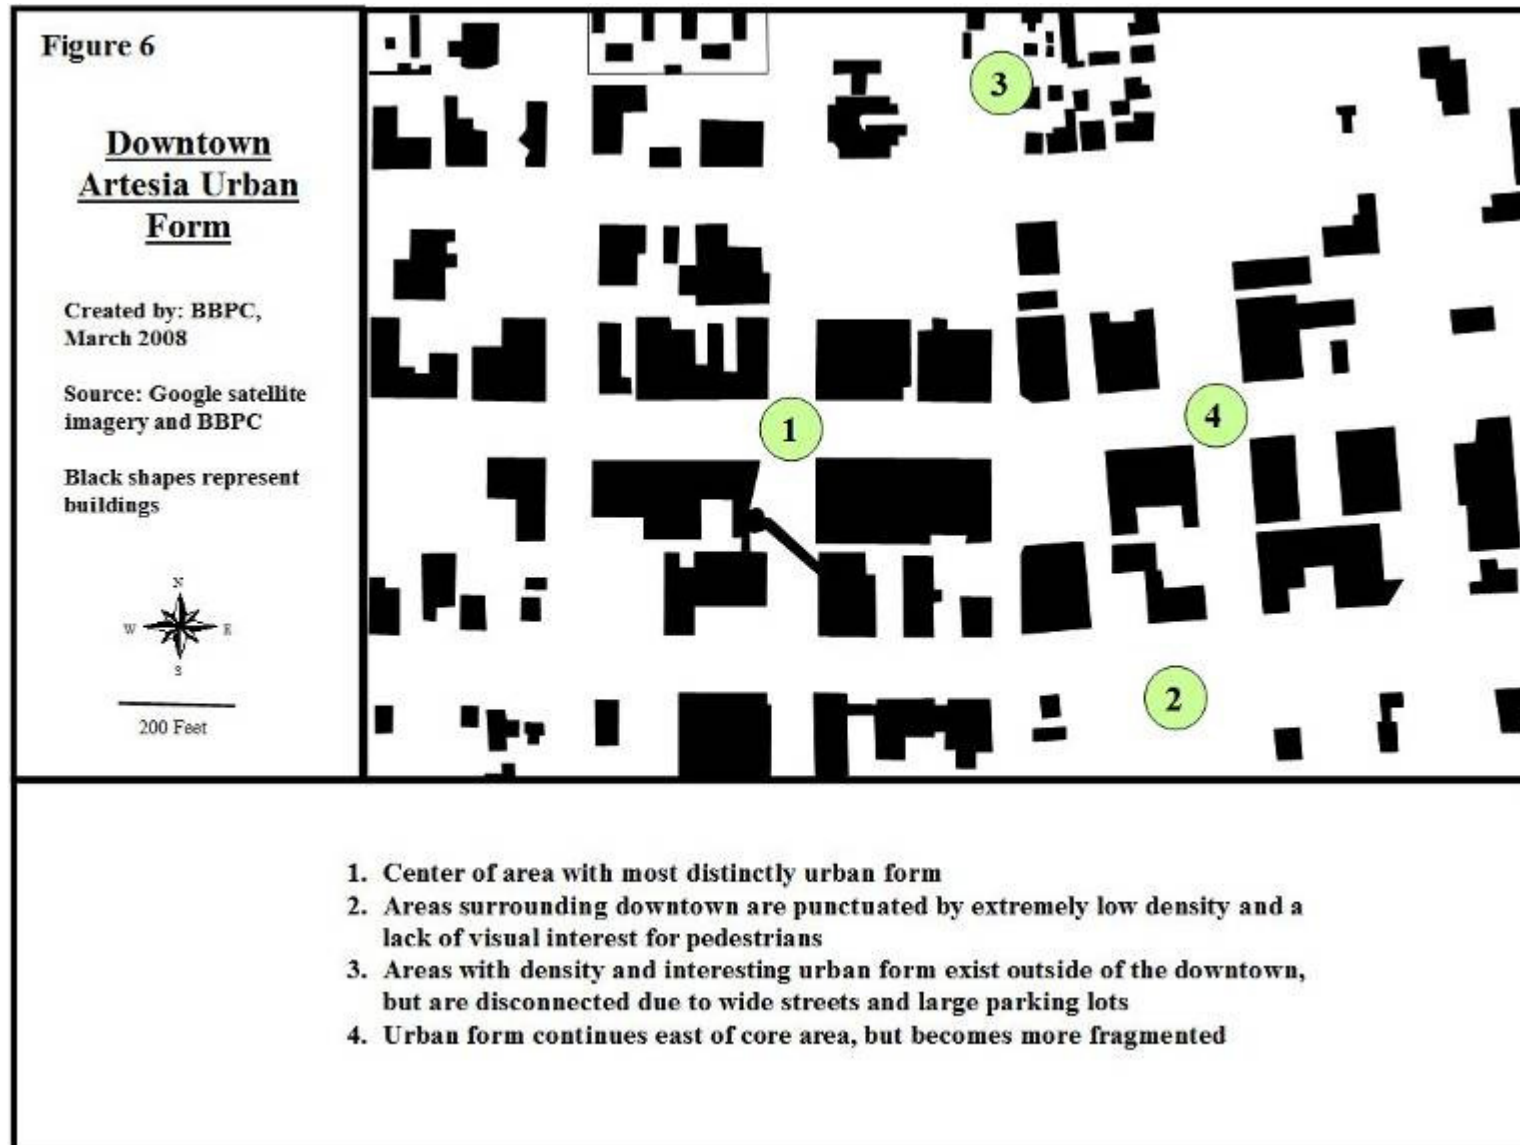 Figure 6
Downtown
Artesia Urban
Form
Created by: BBPC,
March 2008
Source: Google satellite
imagery and BBPC
Black shapes represent
buildings
N
W E
S
200 Feet
3
1
4
2
1. Center of area with most distinctly urban form
2. Areas surrounding downtown are punctuated by extremely low density and a
lack of visual interest for pedestrians
3. Areas with density and interesting urban form exist outside of the downtown,
but are disconnected due to wide streets and large parking lots
4. Urban form continues east of core area, but becomes more fragmented